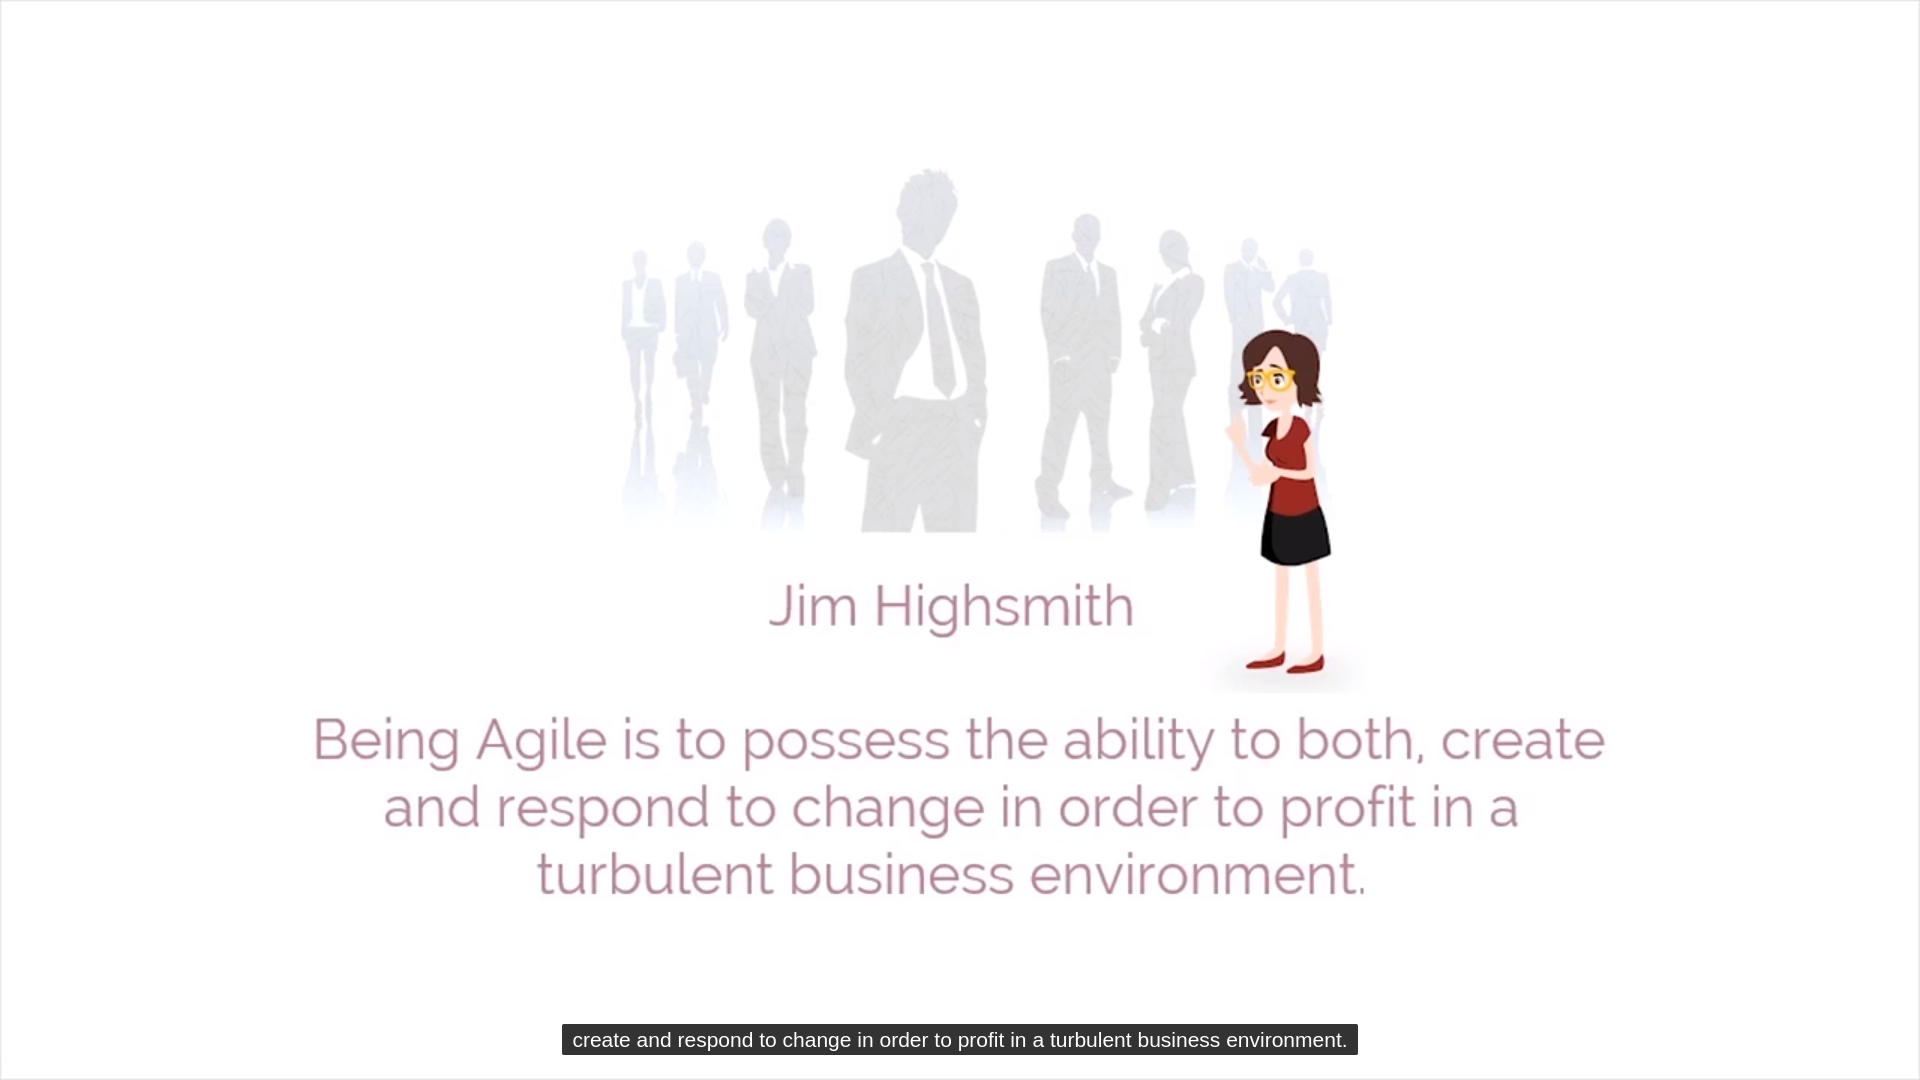 Jim Highsmith
Being Agile is to possess the ability to both, create
and respond to change in order to profit in a
turbulent business environment.
create and respond to change in order to profit in a turbulent business environment.